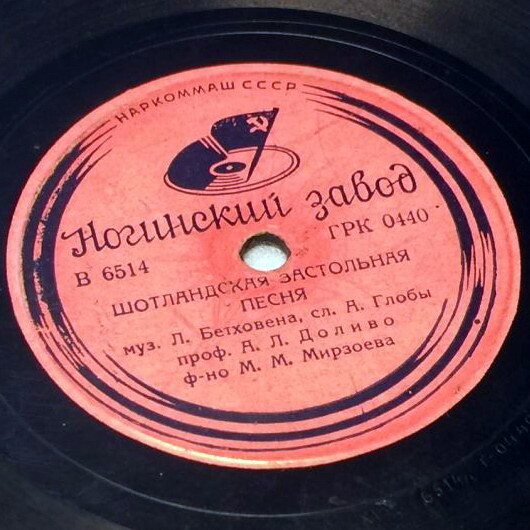 НАРКОММАШ СССР
Ногинский завод
В 6514
ГРК 0440
ШОТЛАНДСКАЯ ЗАСТОЛЬНАЯ
ПЕСНЯ
муз. Л. Бетховена, сл. А. Глобы
проф. А. Л. Доливо
ф-но М. М. Мирзоева